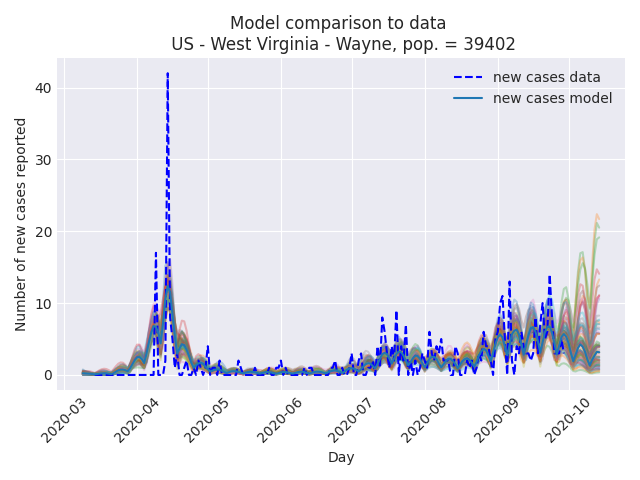 Model comparison to data
US - West Virginia - Wayne, pop. = 39402
new cases data
new cases model
Number of new cases reported
40
30
20
10
0
2020-03
2020-04
2020-05
2020-06
2020-07
2020-08
2020-09
2020-10
Day